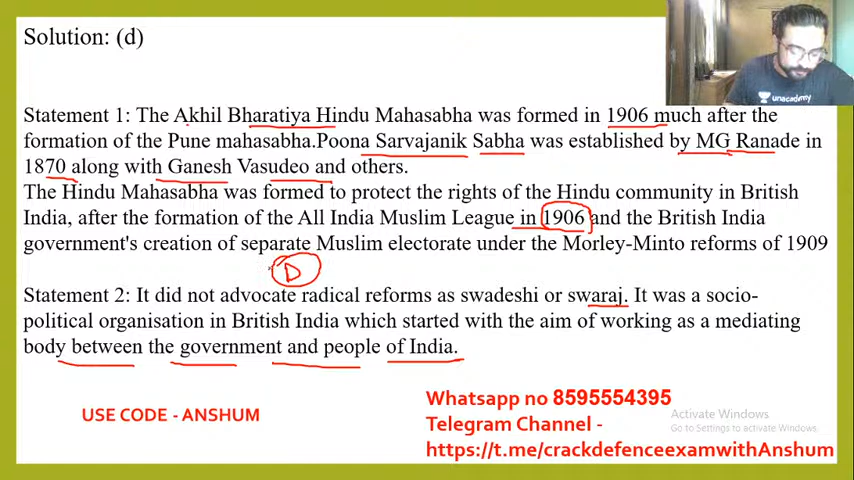 Solution: (d)
unacademy
Statement 1: The Akhil Bharatiya Hindu Mahasabha was formed in 1906 much after the
formation of the Pune mahasabha.Poona Sarvajanik Sabha was established by MG Ranade in
1870 along with Ganesh Vasudeo and others.
The Hindu Mahasabha was formed to protect the rights of the Hindu community in British
India, after the formation of the All India Muslim League in 1906 and the British India
government's creation of separate Muslim electorate under the Morley-Minto reforms of 1909
D
Statement 2: It did not advocate radical reforms as swadeshi or swaraj. It was a socio-
political organisation in British India which started with the aim of working as a mediating
body between the government and people of India.
USE CODE - ANSHUM
Whatsapp no 8595554395
Telegram Channel -
https://t.me/crackdefenceexamwithAnshum
Activate Windows
Go to Settings to activate Windows.